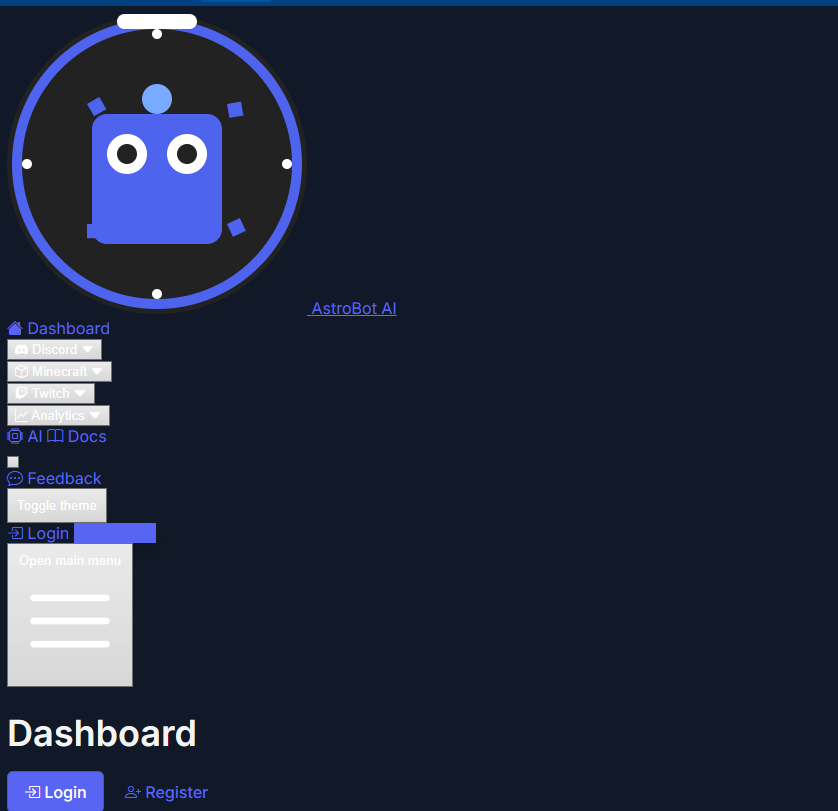 AstroBot AI
Dashboard
Discord
Minecraft
Twitch
Analytics
AI Docs
Feedback
Toggle theme
Login
Open main menu
Dashboard
Login Register